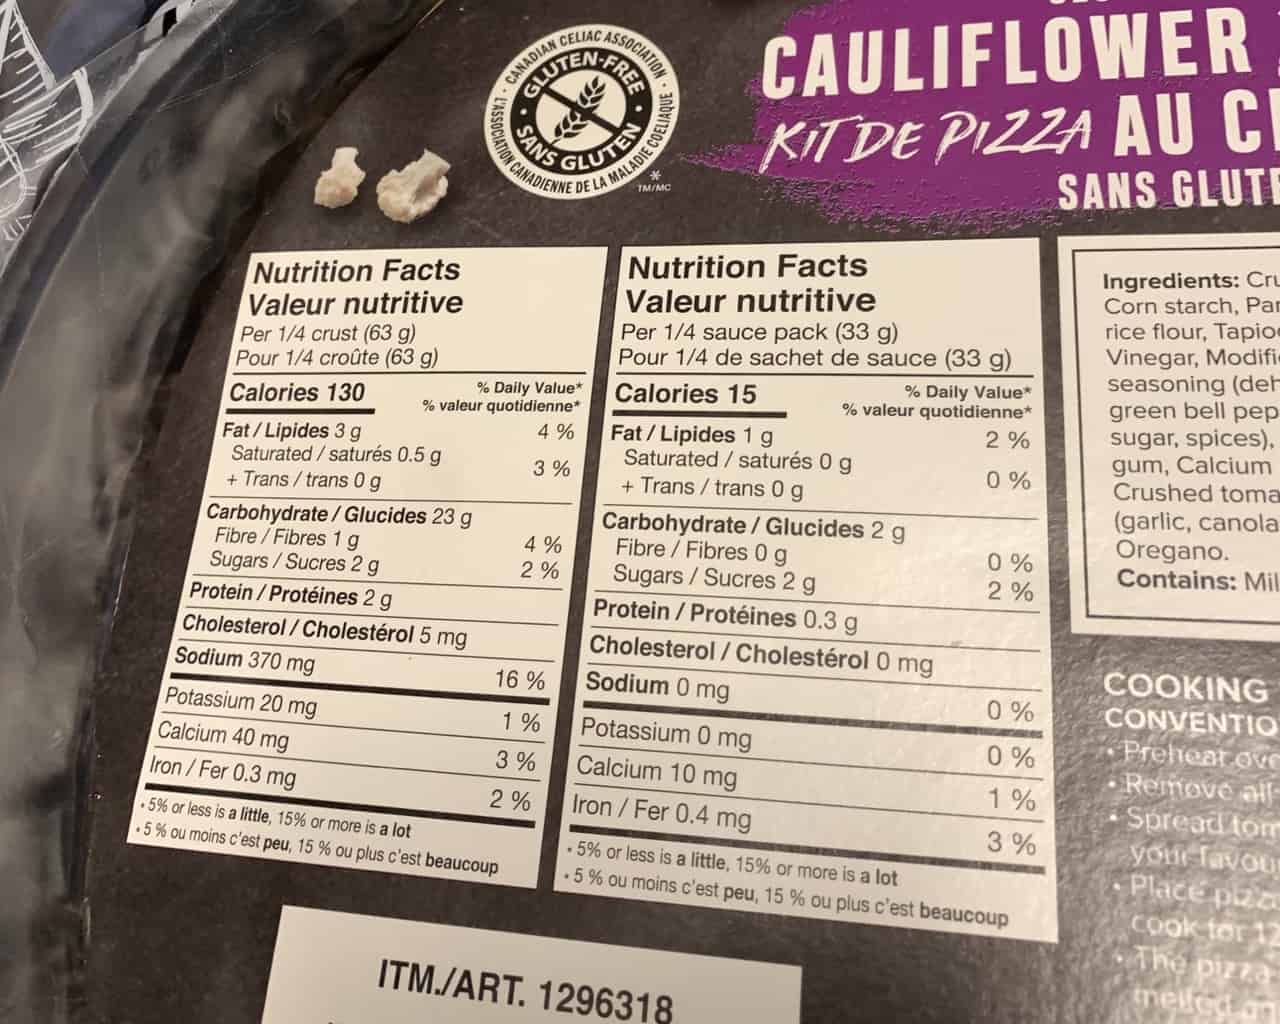 CANADIAN CELIAC ASSOCIATION
L'ASSOCIATION CANADIENNE DE LA MALADIE COELIAQUE
GLUTEN-FREE
SANS GLUTEN
*
TM/MC
CAULIFLOWER
KIT DE PIZZA AU
SANS
Nutrition Facts
Valeur nutritive
Per 1/4 crust (63 g)
Pour 1/4 croûte (63 g)
Calories 130
% Daily Value*
% valeur quotidienne*
Fat / Lipides 3 g 4 %
Saturated / saturés 0.5 g
+ Trans / trans 0 g 3 %
Carbohydrate / Glucides 23 g
Fibre / Fibres 1 g 4 %
Sugars / Sucres 2 g 2 %
Protein / Protéines 2 g
Cholesterol / Cholestérol 5 mg
Sodium 370 mg 16 %
Potassium 20 mg 1 %
Calcium 40 mg 3 %
Iron / Fer 0.3 mg 2 %
• 5% or less is a little, 15% or more is a lot
• 5 % ou moins c'est peu, 15 % ou plus c'est beaucoup
Nutrition Facts
Valeur nutritive
Per 1/4 sauce pack (33 g)
Pour 1/4 de sachet de sauce (33 g)
Calories 15
% Daily Value*
% valeur quotidienne*
Fat / Lipides 1 g 2 %
Saturated / saturés 0 g
+ Trans / trans 0 g 0 %
Carbohydrate / Glucides 2 g
Fibre / Fibres 0 g 0 %
Sugars / Sucres 2 g 2 %
Protein / Protéines 0.3 g
Cholesterol / Cholestérol 0 mg
Sodium 0 mg 0 %
Potassium 0 mg 0 %
Calcium 10 mg 1 %
Iron / Fer 0.4 mg 3 %
• 5% or less is a little, 15% or more is a lot
• 5 % ou moins c'est peu, 15 % ou plus c'est beaucoup
Ingredients:
Corn starch,
rice flour,
Vinegar,
seasoning
green bell
sugar, spices),
gum, Calcium
Crushed
(garlic,
Oregano.
Contains:
COOKING
• Remove all
• Spread
your
• Place
cook for
• The pizza
ITM./ART. 1296318